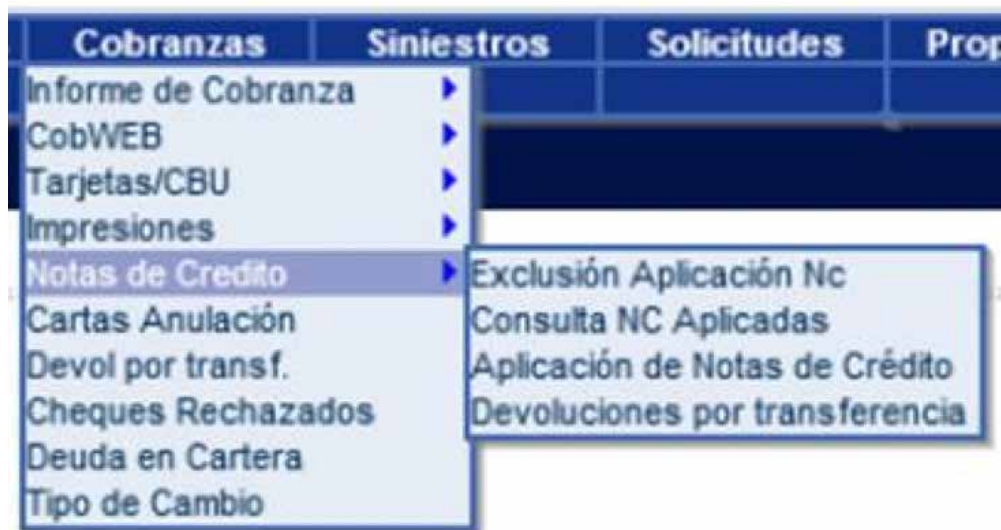 Cobranzas Siniestros Solicitudes Prop
Informe de Cobranza
CobWEB
Tarjetas/CBU
Impresiones
Notas de Credito
Cartas Anulación
Devol por transf.
Cheques Rechazados
Deuda en Cartera
Tipo de Cambio
Exclusión Aplicación Nc
Consulta NC Aplicadas
Aplicación de Notas de Crédito
Devoluciones por transferencia